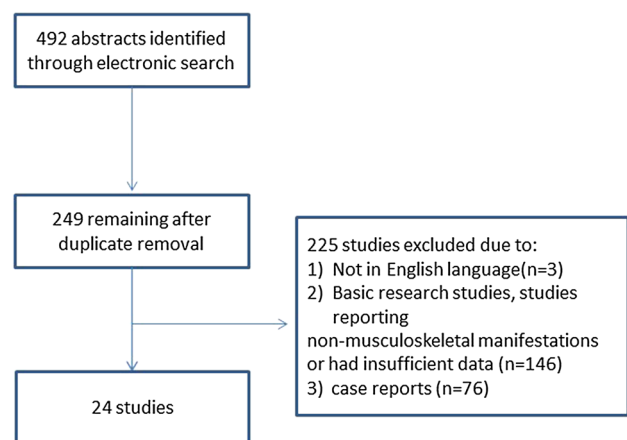 492 abstracts identified
through electronic search
249 remaining after
duplicate removal
225 studies excluded due to:
1) Not in English language(n=3)
2) Basic research studies, studies
reporting
non-musculoskeletal manifestations
or had insufficient data (n=146)
3) case reports (n=76)
24 studies